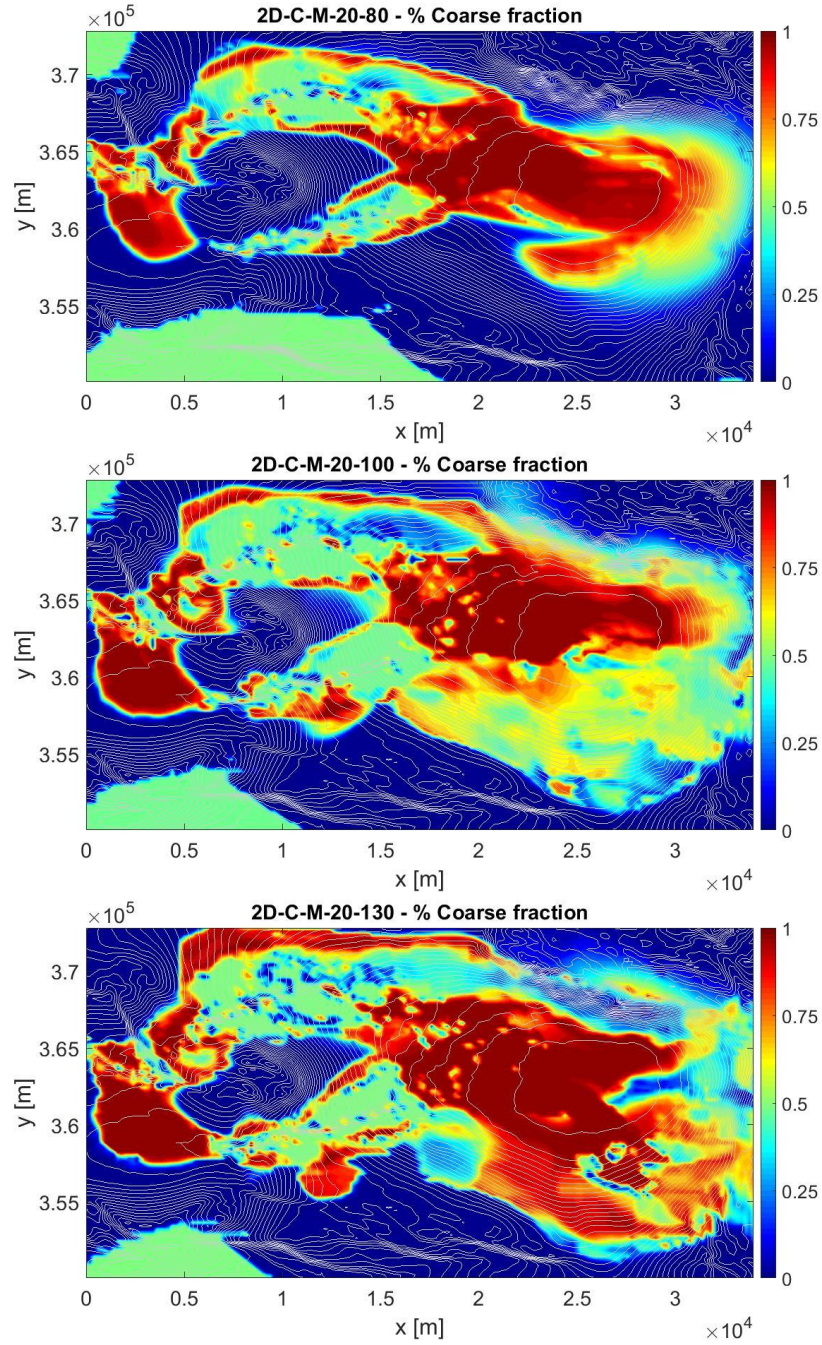 2D-C-M-20-80 - % Coarse fraction
×10⁵
3.7
3.65
3.6
3.55
y [m]
0 0.5 1 1.5 2 2.5 3
x [m]
×10⁴
1
0.75
0.5
0.25
0
2D-C-M-20-100 - % Coarse fraction
×10⁵
3.7
3.65
3.6
3.55
y [m]
0 0.5 1 1.5 2 2.5 3
x [m]
×10⁴
1
0.75
0.5
0.25
0
2D-C-M-20-130 - % Coarse fraction
×10⁵
3.7
3.65
3.6
3.55
y [m]
0 0.5 1 1.5 2 2.5 3
x [m]
×10⁴
1
0.75
0.5
0.25
0